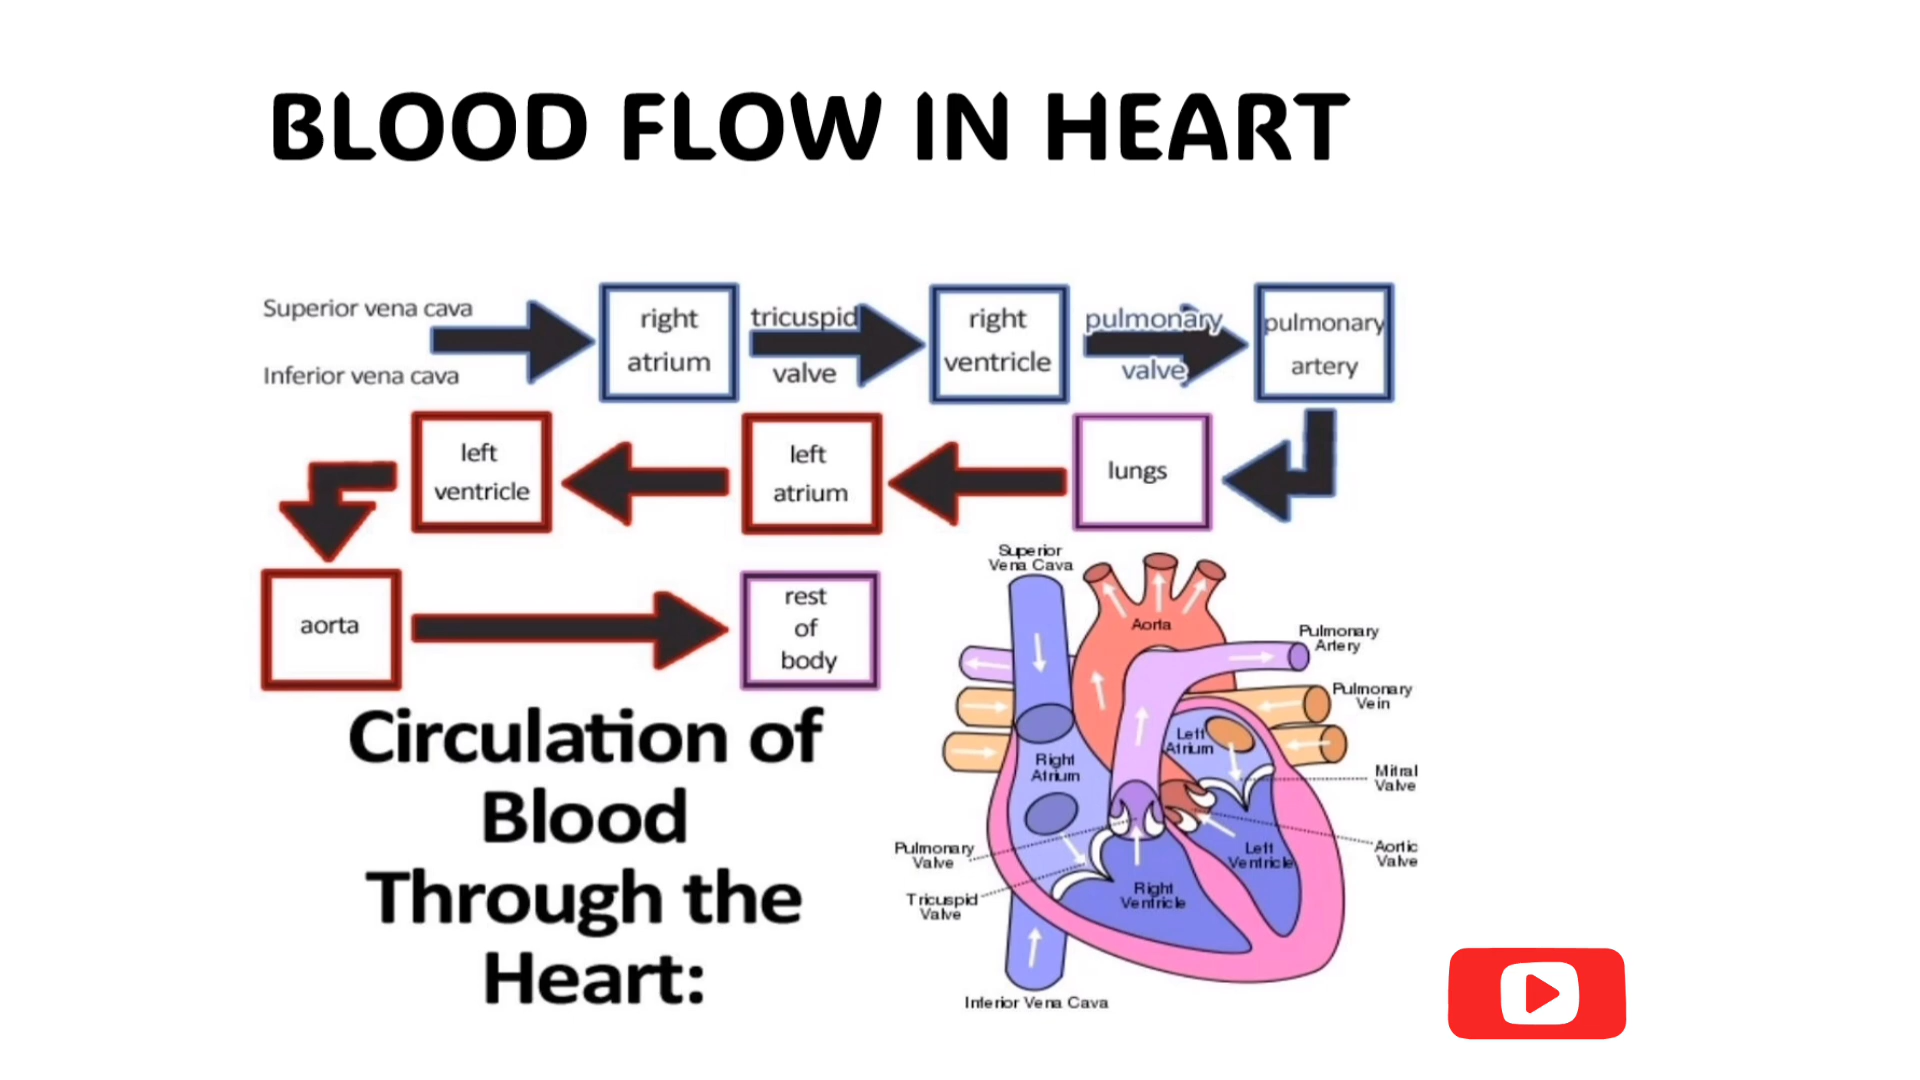 BLOOD FLOW IN HEART
Superior vena cava
Inferior vena cava
right
atrium
tricuspid
valve
right
ventricle
pulmonary
valve
pulmonary
artery
lungs
left
atrium
left
ventricle
aorta
rest
of
body
Circulation of
Blood
Through the
Heart:
Superior
Vena Cava
Aorta
Pulmonary
Artery
Pulmonary
Vein
Left
Atrium
Right
Atrium
Mitral
Valve
Pulmonary
Valve
Aortic
Valve
Left
Ventricle
Tricuspid
Valve
Right
Ventricle
Inferior Vena Cava